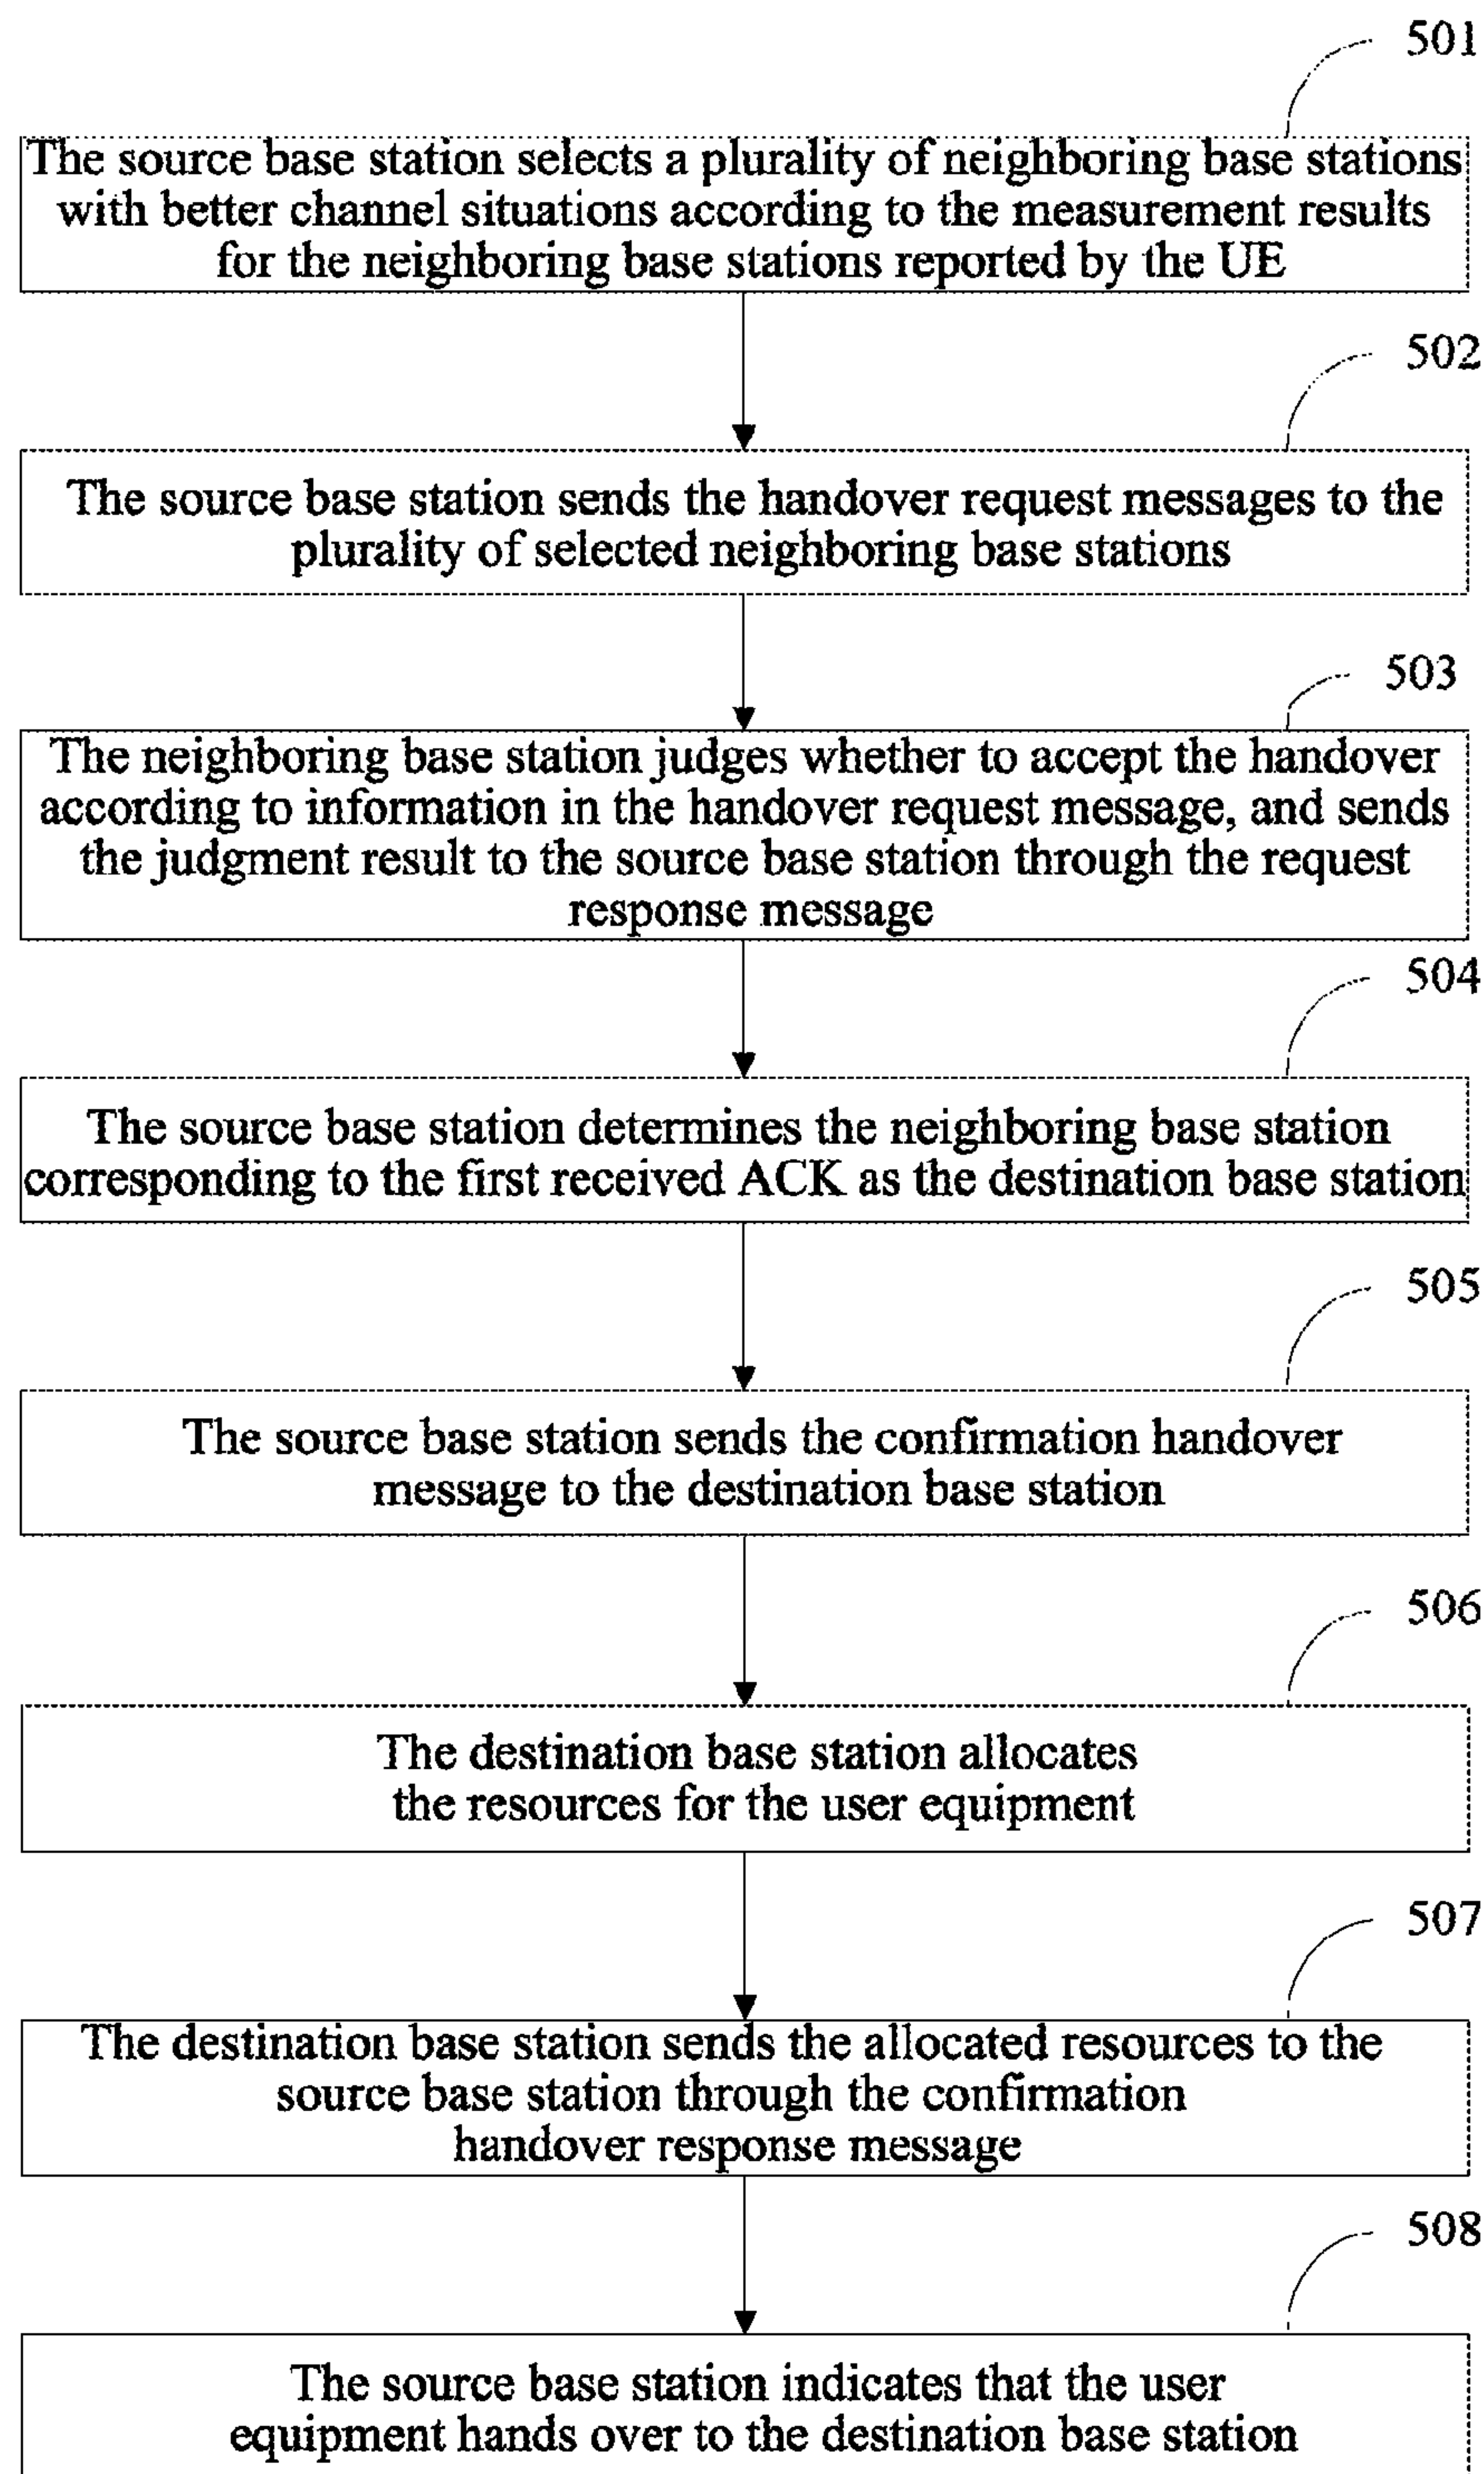 501
The source base station selects a plurality of neighboring base stations
with better channel situations according to the measurement results
for the neighboring base stations reported by the UE
502
The source base station sends the handover request messages to the
plurality of selected neighboring base stations
503
The neighboring base station judges whether to accept the handover
according to information in the handover request message, and sends
the judgment result to the source base station through the request
response message
504
The source base station determines the neighboring base station
corresponding to the first received ACK as the destination base station
505
The source base station sends the confirmation handover
message to the destination base station
506
The destination base station allocates
the resources for the user equipment
507
The destination base station sends the allocated resources to the
source base station through the confirmation
handover response message
508
The source base station indicates that the user
equipment hands over to the destination base station